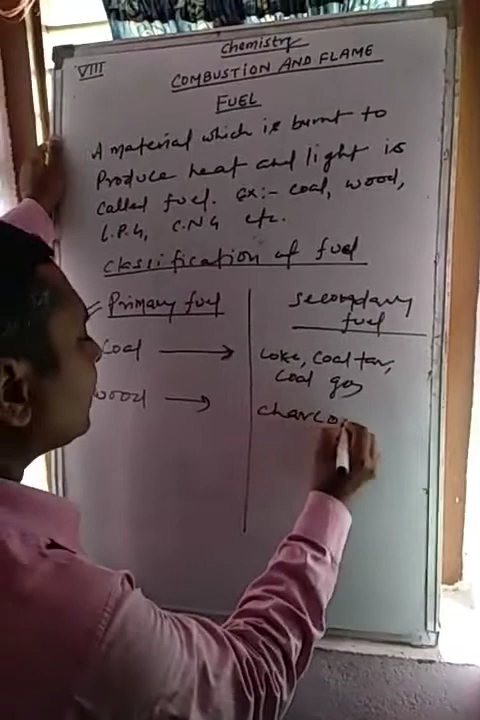 VIII
Chemistry
COMBUSTION AND FLAME
FUEL
A material which is burnt to
Produce heat and light is
called fuel. Ex:- coal, wood,
L.P.G, C.N.G etc.
classification of fuel
Primary fuel
coal →
wood →
secondary
fuel
Coke, Coal tar,
Coal gas
charco